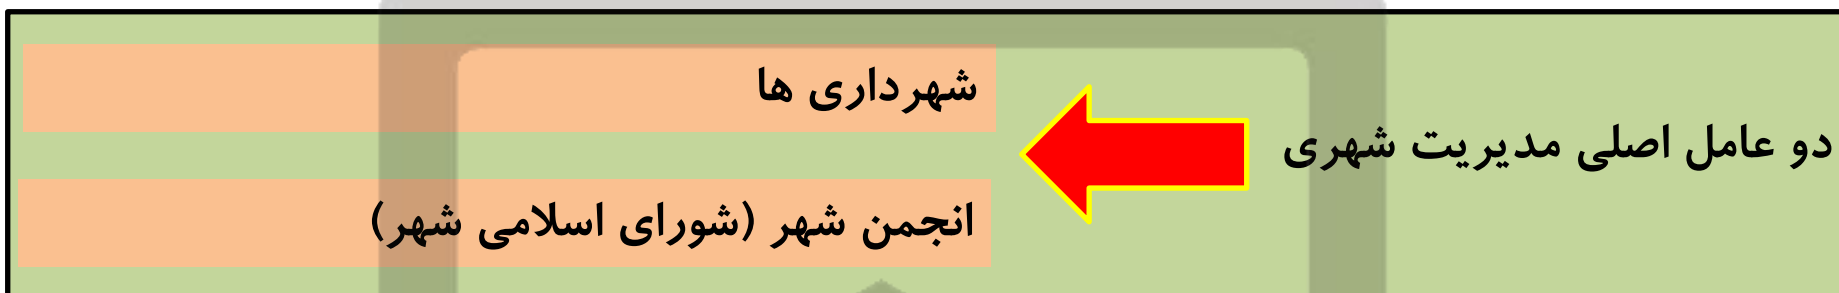 دو عامل اصلی مدیریت شهری
شهرداری ها
انجمن شهر (شورای اسلامی شهر)